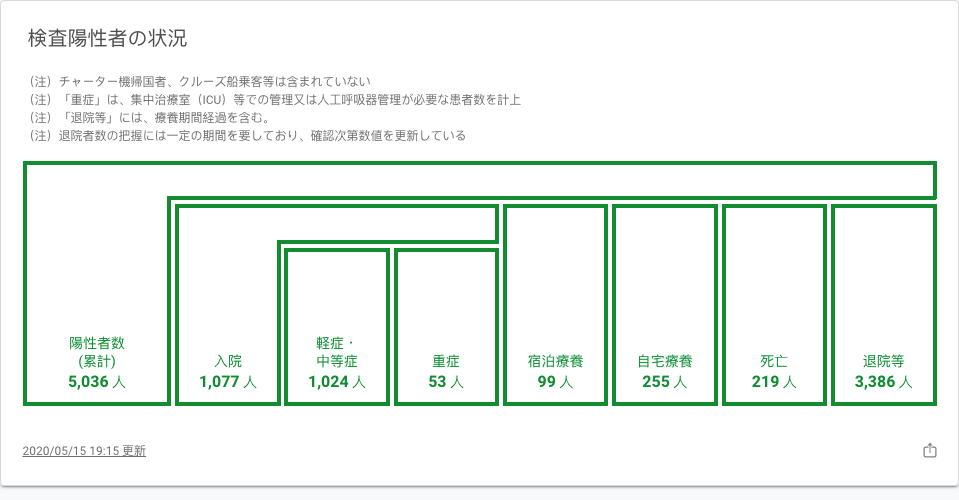 検査陽性者の状況
（注）チャーター機帰国者、クルーズ船乗客等は含まれていない
（注）「重症」は、集中治療室（ICU）等での管理又は人工呼吸器管理が必要な患者数を計上
（注）「退院等」には、療養期間経過を含む。
（注）退院者数の把握には一定の期間を要しており、確認次第数値を更新している
陽性者数
(累計)
5,036 人
入院
1,077 人
軽症・
中等症
1,024 人
重症
53 人
宿泊療養
99 人
自宅療養
255 人
死亡
219 人
退院等
3,386 人
2020/05/15 19:15 更新